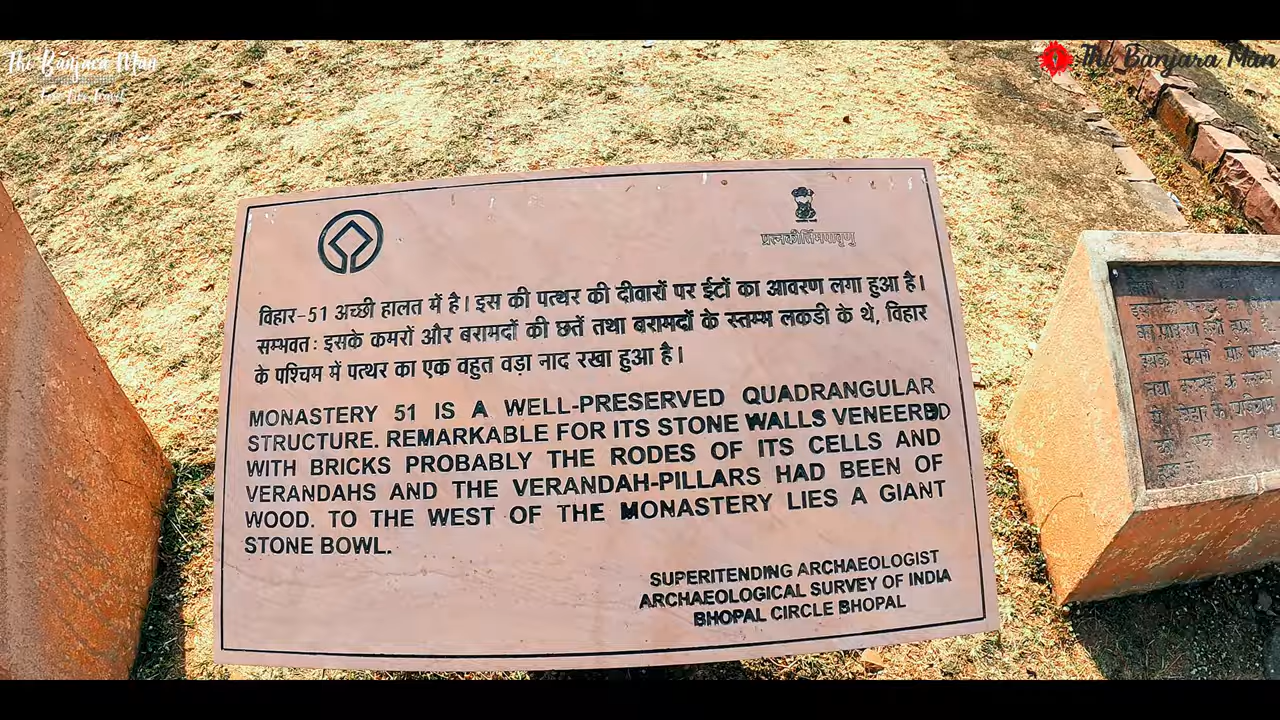 The Banjara Man
The Banjara Man
प्रत्नकीर्तिमपावृणु
विहार-51 अच्छी हालत में है। इस की पत्थर की दीवारों पर ईटों का आवरण लगा हुआ है।
सम्भवत: इसके कमरों और बरामदों की छतें तथा बरामदों के स्तम्भ लकडी के थे, विहार
के पश्चिम में पत्थर का एक वहुत वड़ा नाद रखा हुआ है।
MONASTERY 51 IS A WELL-PRESERVED QUADRANGULAR
STRUCTURE. REMARKABLE FOR ITS STONE WALLS VENEERED
WITH BRICKS PROBABLY THE RODES OF ITS CELLS AND
VERANDAHS AND THE VERANDAH-PILLARS HAD BEEN OF
WOOD. TO THE WEST OF THE MONASTERY LIES A GIANT
STONE BOWL.
SUPERITENDING ARCHAEOLOGIST
ARCHAEOLOGICAL SURVEY OF INDIA
BHOPAL CIRCLE BHOPAL